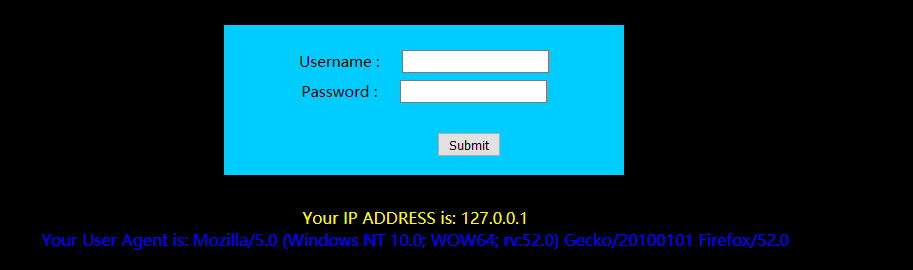 Username :
Password :
Submit
Your IP ADDRESS is: 127.0.0.1
Your User Agent is: Mozilla/5.0 (Windows NT 10.0; WOW64; rv:52.0) Gecko/20100101 Firefox/52.0